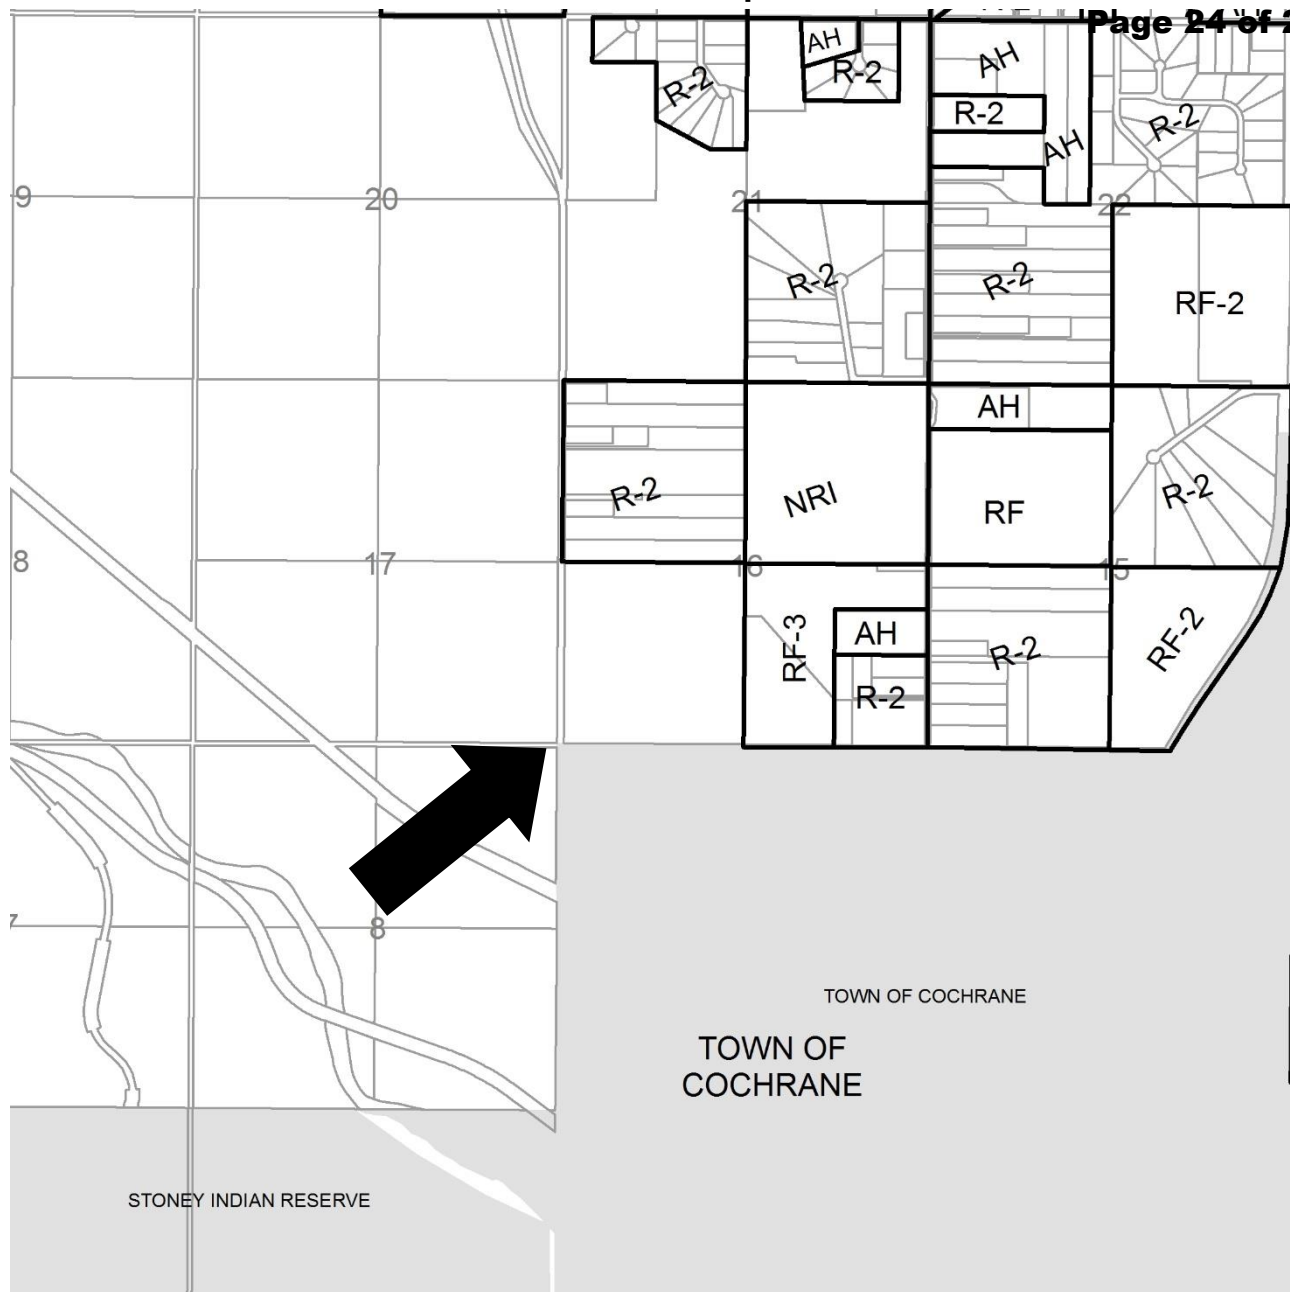 Page 24 of 2
AH
AH
R-2
R-2
R-2
R-2
AH
9
20
21
22
R-2
R-2
RF-2
AH
R-2
NRI
RF
R-2
8
17
16
15
RF-3
AH
R-2
R-2
RF-2
8
TOWN OF COCHRANE
TOWN OF
COCHRANE
STONEY INDIAN RESERVE